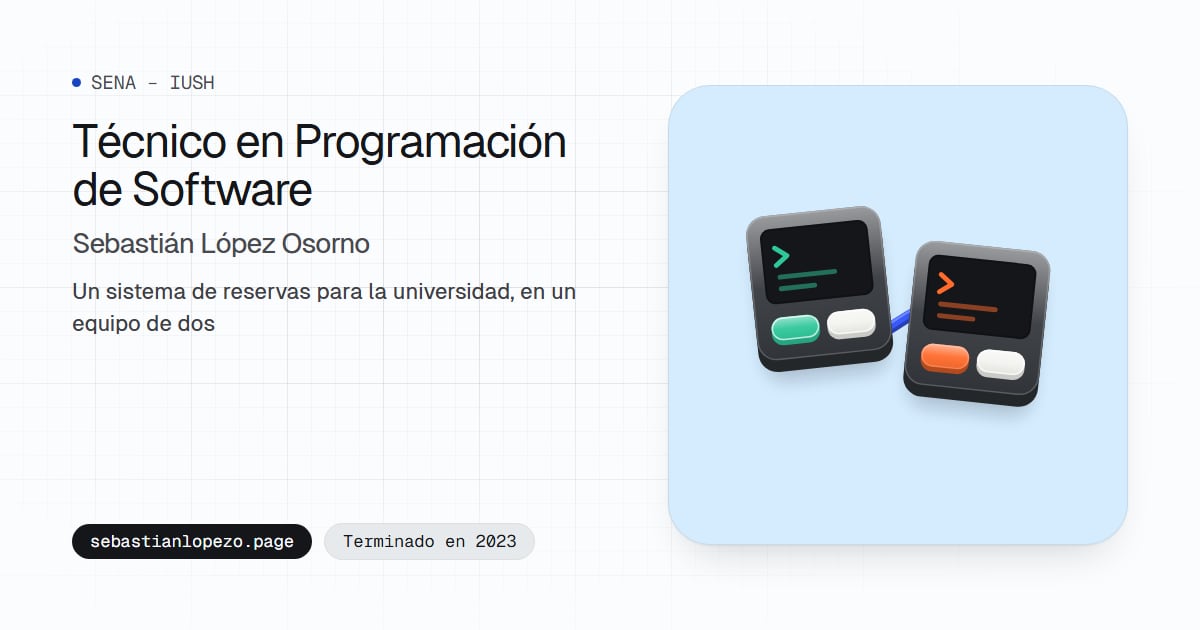 SENA – IUSH
Técnico en Programación
de Software
Sebastián López Osorno
Un sistema de reservas para la universidad, en un
equipo de dos
sebastianlopezo.page
Terminado en 2023